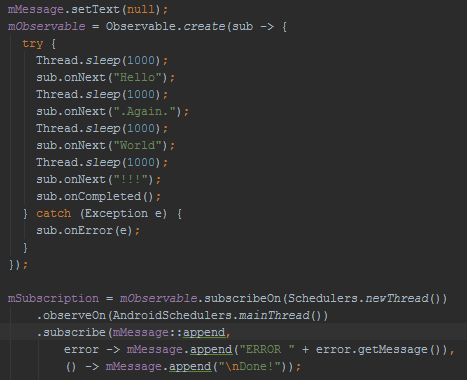 mMessage.setText(null);
mObservable = Observable.create(sub -> {
  try {
    Thread.sleep(1000);
    sub.onNext("Hello");
    Thread.sleep(1000);
    sub.onNext(".Again.");
    Thread.sleep(1000);
    sub.onNext("World");
    Thread.sleep(1000);
    sub.onNext("!!!");
    sub.onCompleted();
  } catch (Exception e) {
    sub.onError(e);
  }
});

mSubscription = mObservable.subscribeOn(Schedulers.newThread())
    .observeOn(AndroidSchedulers.mainThread())
    .subscribe(mMessage::append,
        error -> mMessage.append("ERROR " + error.getMessage()),
        () -> mMessage.append("\nDone!"));